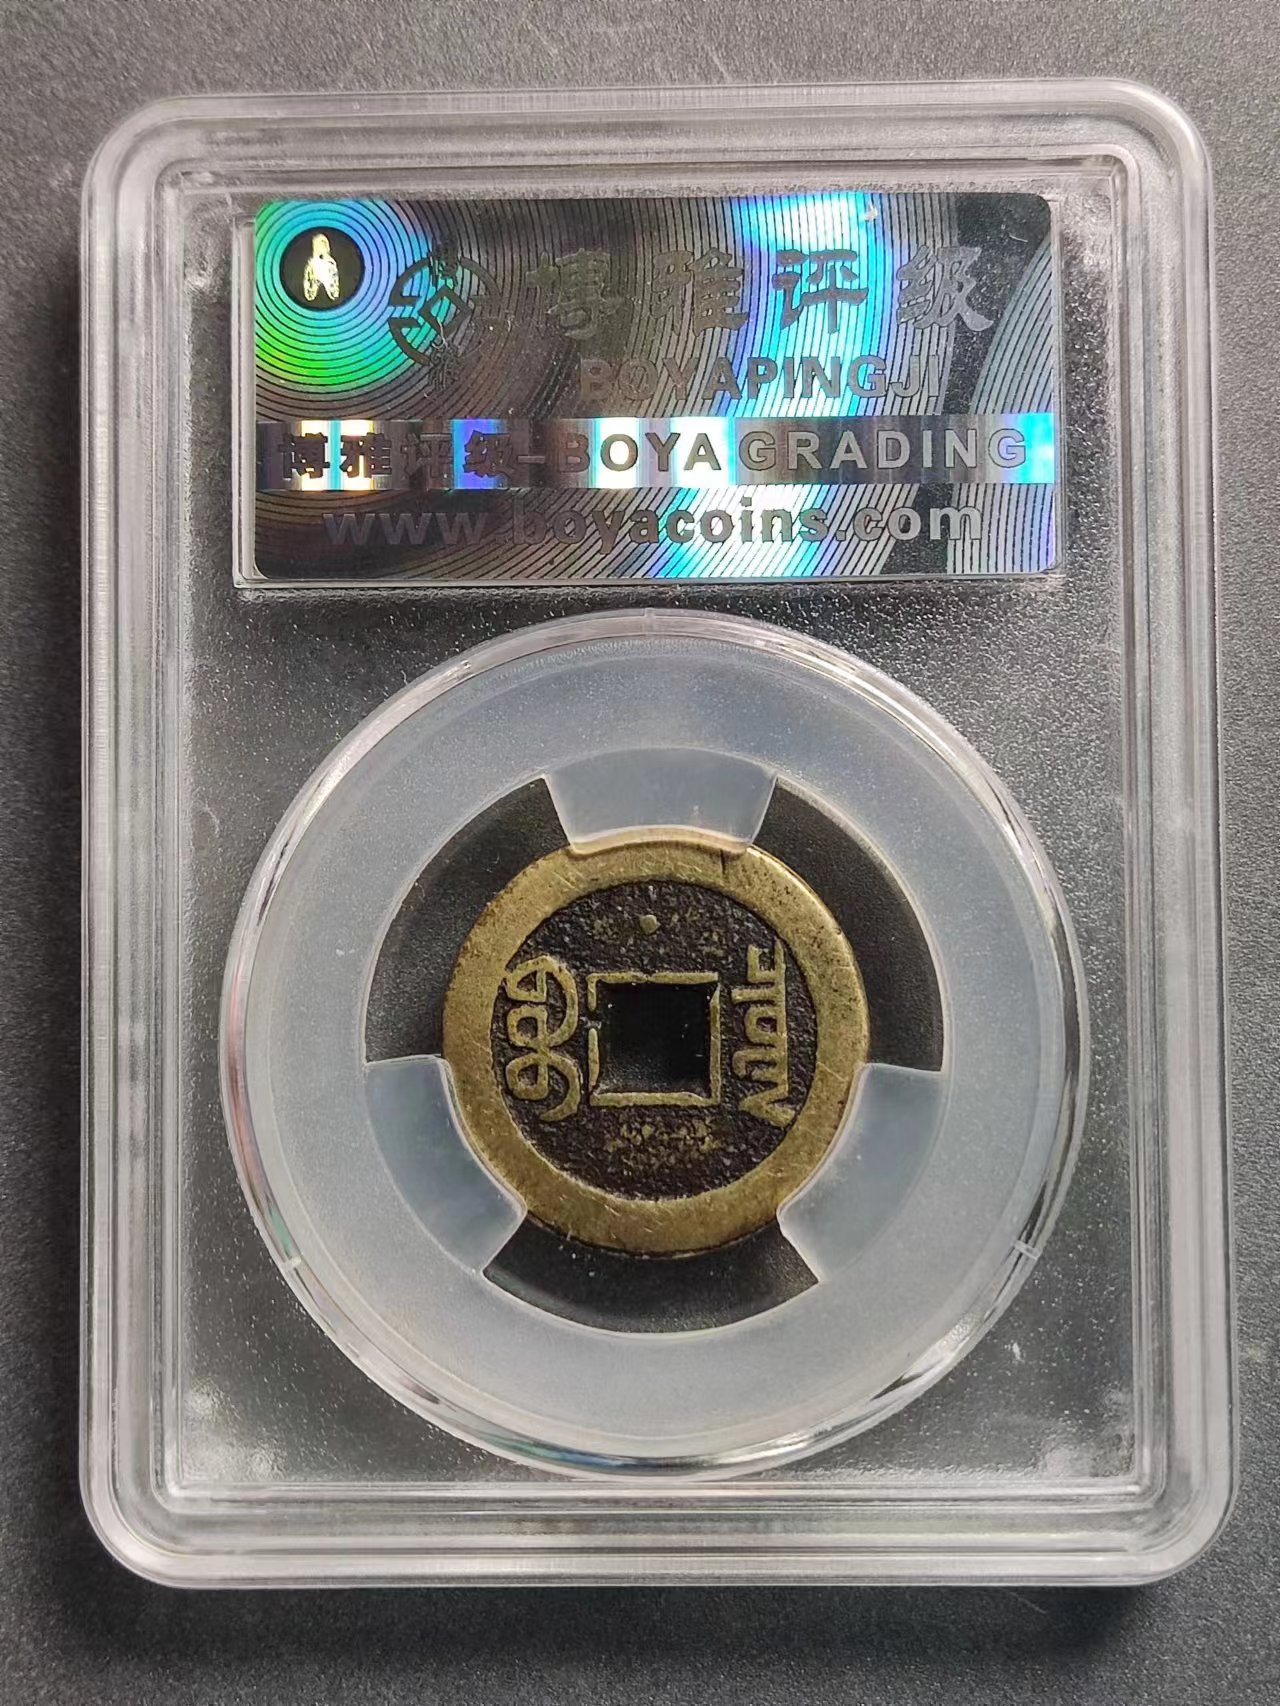 博雅评级
BOYAPINGJI
博雅评级-BOYA GRADING
www.boyacoins.com